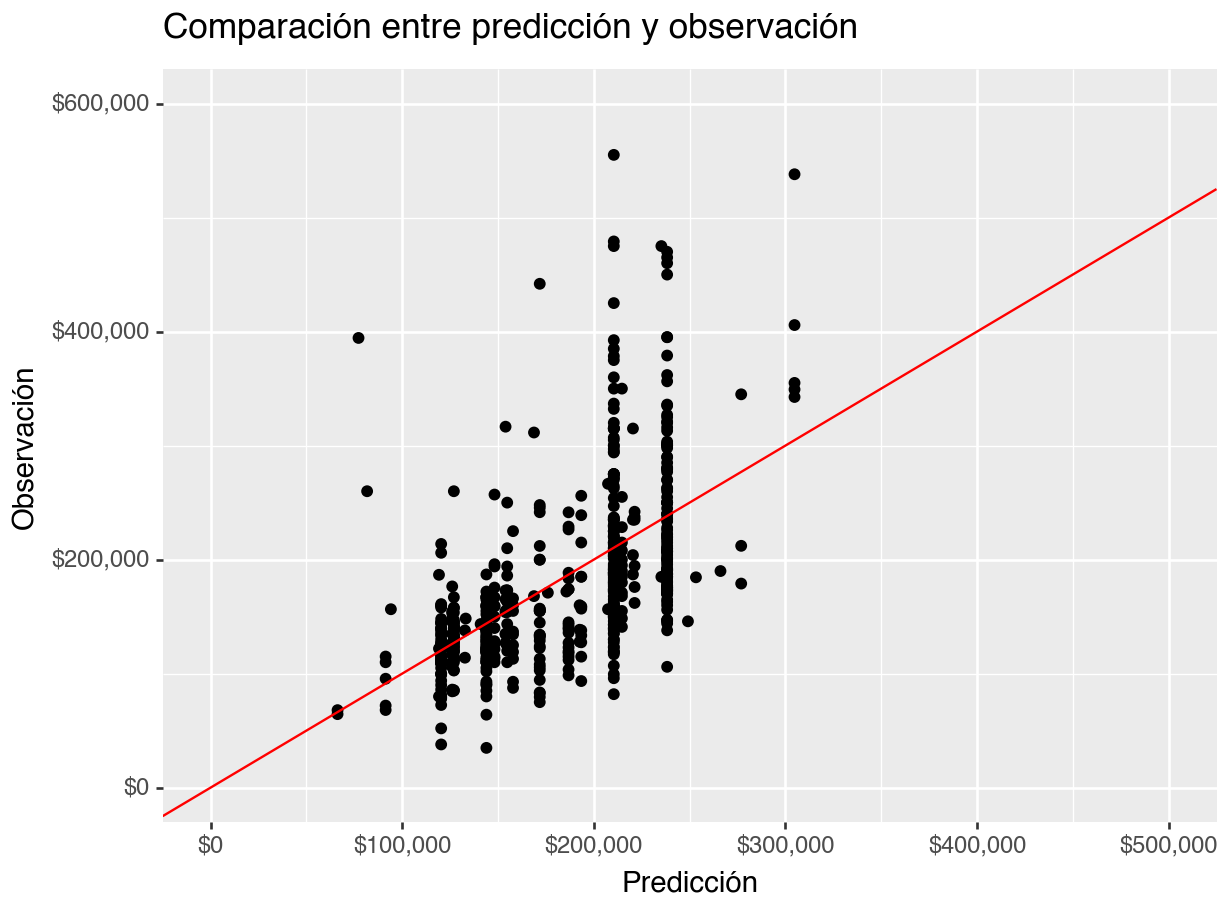 Comparación entre predicción y observación
$600,000
$400,000
$200,000
$0
Observación
$0 $100,000 $200,000 $300,000 $400,000 $500,000
Predicción